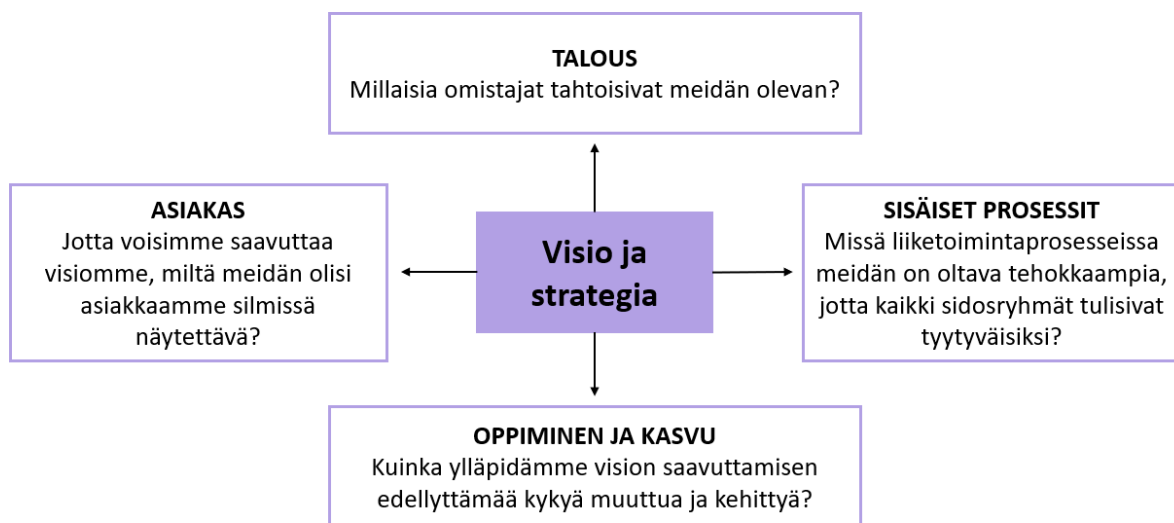 TALOUS
Millaisia omistajat tahtoisivat meidän olevan?
ASIAKAS
Jotta voisimme saavuttaa
visiomme, miltä meidän olisi
asiakkaamme silmissä
näytettävä?
Visio ja
strategia
SISÄISET PROSESSIT
Missä liiketoimintaprosesseissa
meidän on oltava tehokkaampia,
jotta kaikki sidosryhmät tulisivat
tyytyväisiksi?
OPPIMINEN JA KASVU
Kuinka ylläpidämme vision saavuttamisen
edellyttämää kykyä muuttua ja kehittyä?